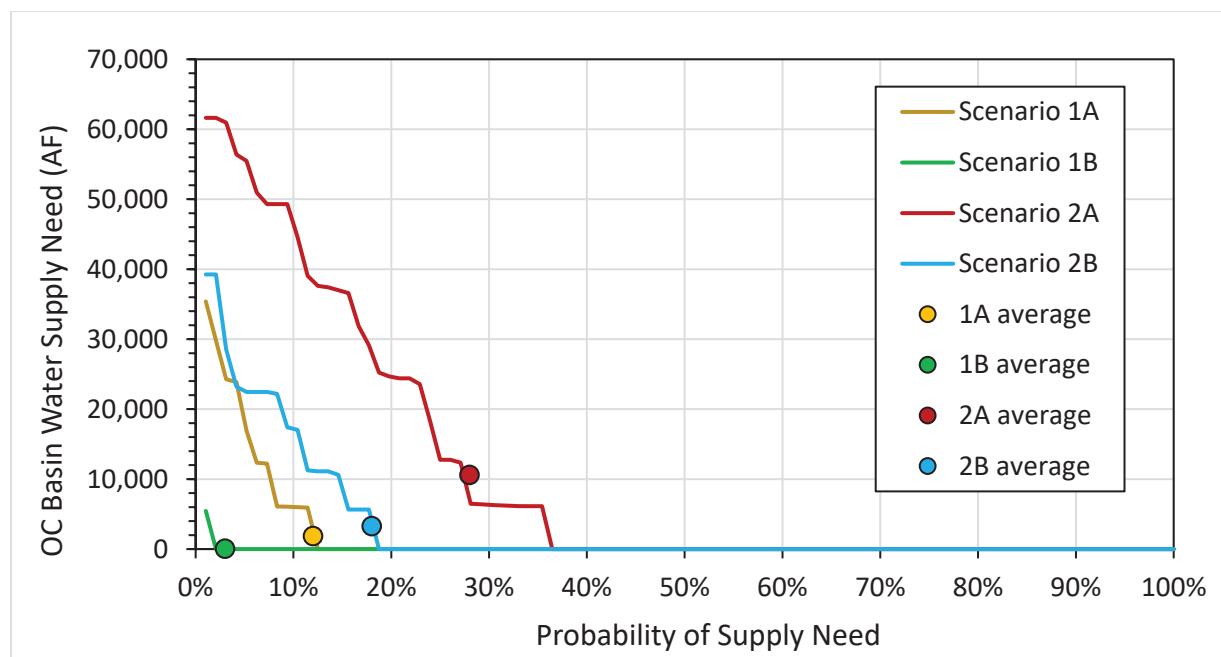 70,000
60,000
50,000
40,000
30,000
20,000
10,000
0
OC Basin Water Supply Need (AF)
0% 10% 20% 30% 40% 50% 60% 70% 80% 90% 100%
Probability of Supply Need
Scenario 1A
Scenario 1B
Scenario 2A
Scenario 2B
1A average
1B average
2A average
2B average